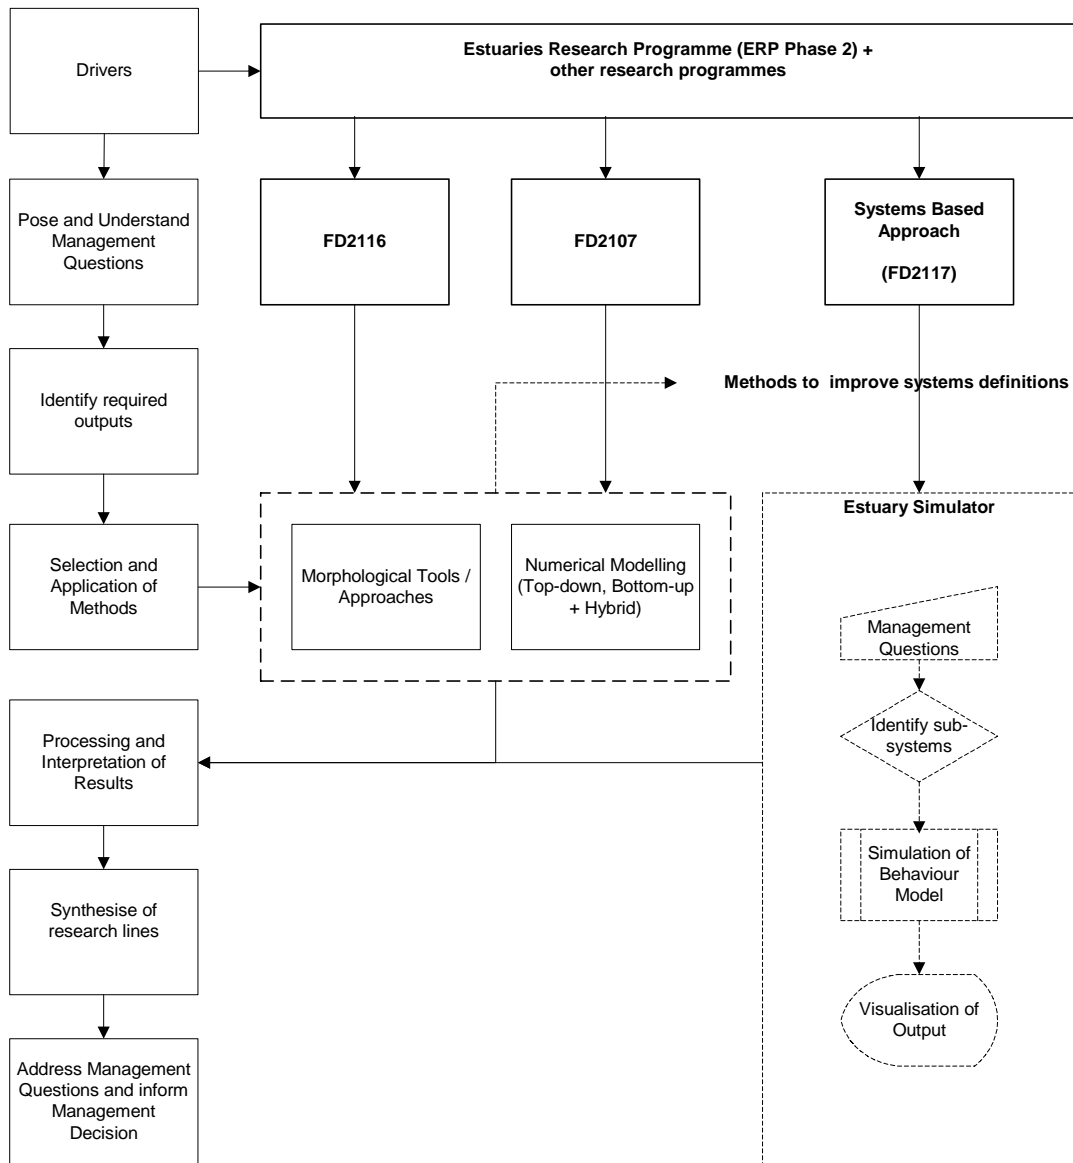 Drivers
Estuaries Research Programme (ERP Phase 2) +
other research programmes
Pose and Understand
Management
Questions
FD2116
FD2107
Systems Based
Approach
(FD2117)
Identify required
outputs
Methods to improve systems definitions
Selection and
Application of
Methods
Morphological Tools /
Approaches
Numerical Modelling
(Top-down, Bottom-up
+ Hybrid)
Estuary Simulator
Management
Questions
Identify sub-
systems
Simulation of
Behaviour
Model
Visualisation of
Output
Processing and
Interpretation of
Results
Synthesise of
research lines
Address Management
Questions and inform
Management
Decision